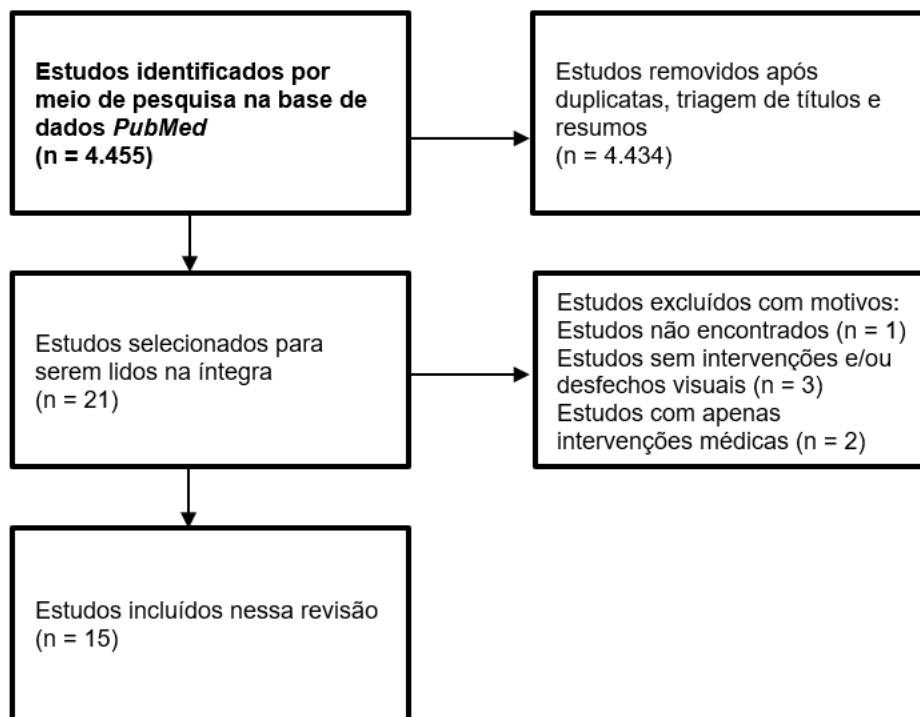 Estudos identificados por
meio de pesquisa na base de
dados PubMed
(n = 4.455)
Estudos removidos após
duplicatas, triagem de títulos e
resumos
(n = 4.434)
Estudos selecionados para
serem lidos na íntegra
(n = 21)
Estudos excluídos com motivos:
Estudos não encontrados (n = 1)
Estudos sem intervenções e/ou
desfechos visuais (n = 3)
Estudos com apenas
intervenções médicas (n = 2)
Estudos incluídos nessa revisão
(n = 15)